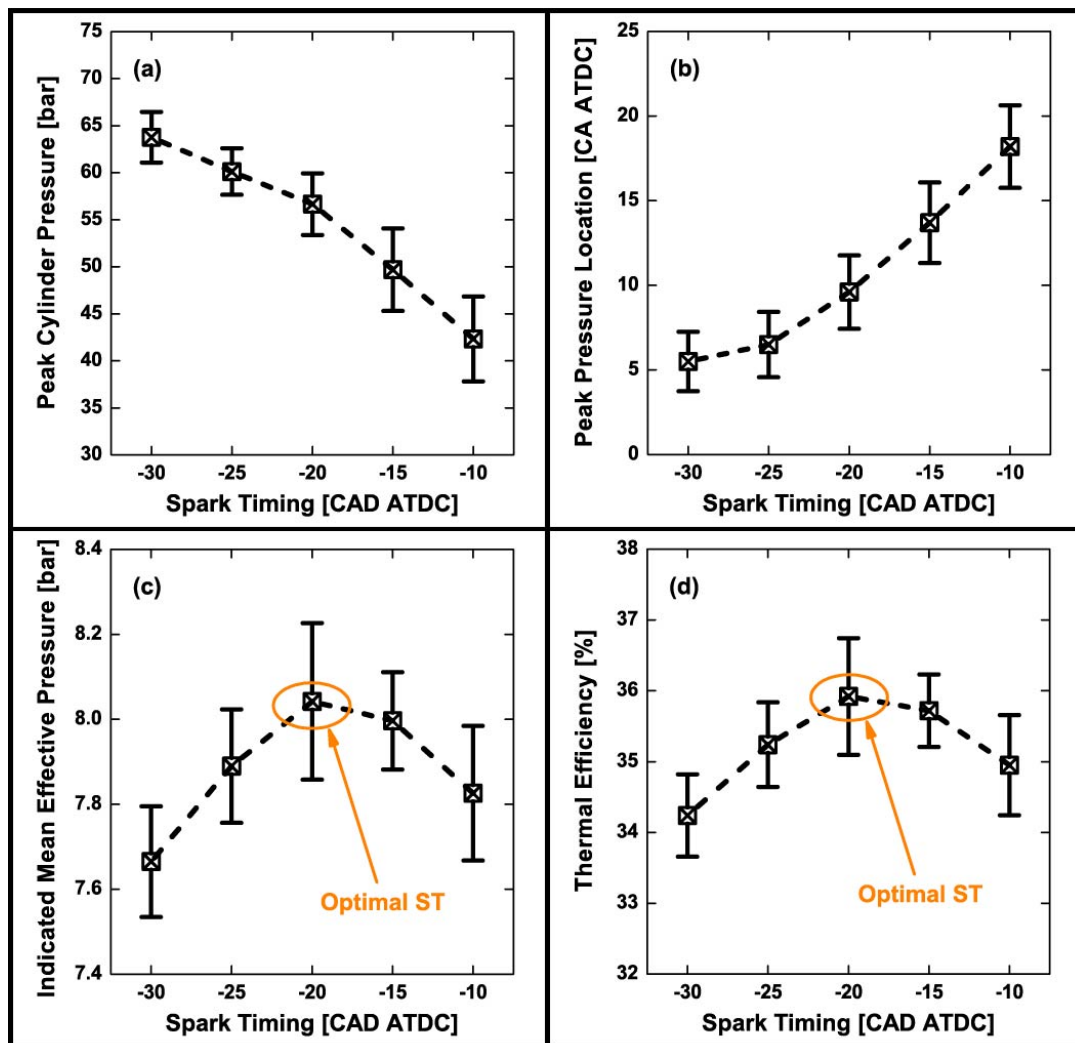 (a)
Peak Cylinder Pressure [bar]
75
70
65
60
55
50
45
40
35
30
-30 -25 -20 -15 -10
Spark Timing [CAD ATDC]
(b)
Peak Pressure Location [CA ATDC]
25
20
15
10
5
0
-30 -25 -20 -15 -10
Spark Timing [CAD ATDC]
(c)
Indicated Mean Effective Pressure [bar]
8.4
8.2
8.0
7.8
7.6
7.4
Optimal ST
-30 -25 -20 -15 -10
Spark Timing [CAD ATDC]
(d)
Thermal Efficiency [%]
38
37
36
35
34
33
32
Optimal ST
-30 -25 -20 -15 -10
Spark Timing [CAD ATDC]